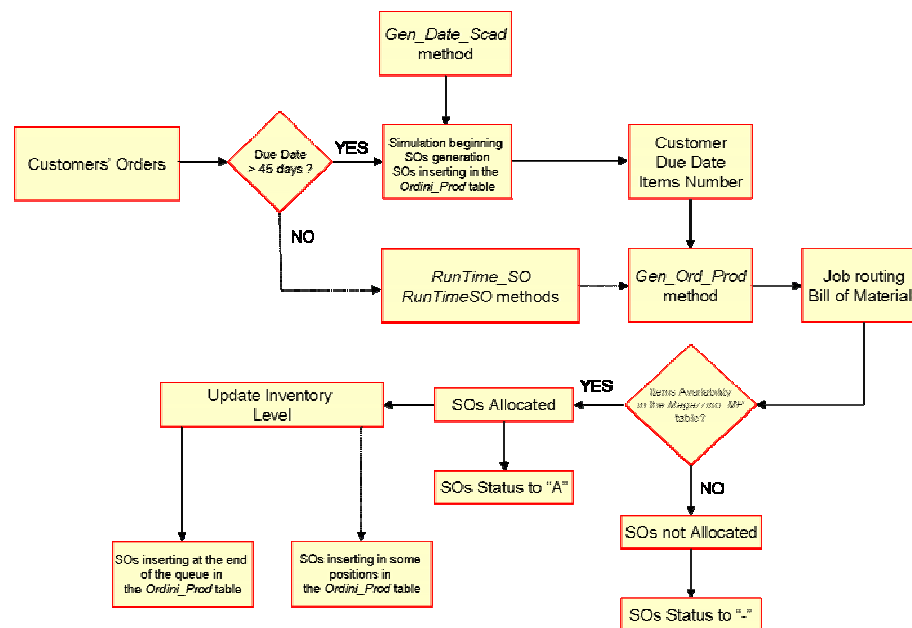 Gen_Date_Scad
method
Customers' Orders
Due Date
> 45 days ?
YES
Simulation beginning
SOs generation
SOs inserting in the
Ordini_Prod table
Customer
Due Date
Items Number
NO
RunTime_SO
RunTimeSO methods
Gen_Ord_Prod
method
Job routing
Bill of Material
Update Inventory
Level
SOs Allocated
YES
Items Availability
in the Magazzino_MP
table?
SOs Status to "A"
NO
SOs not Allocated
SOs inserting at the end
of the queue in
the Ordini_Prod table
SOs inserting in some
positions in
the Ordini_Prod table
SOs Status to "-"